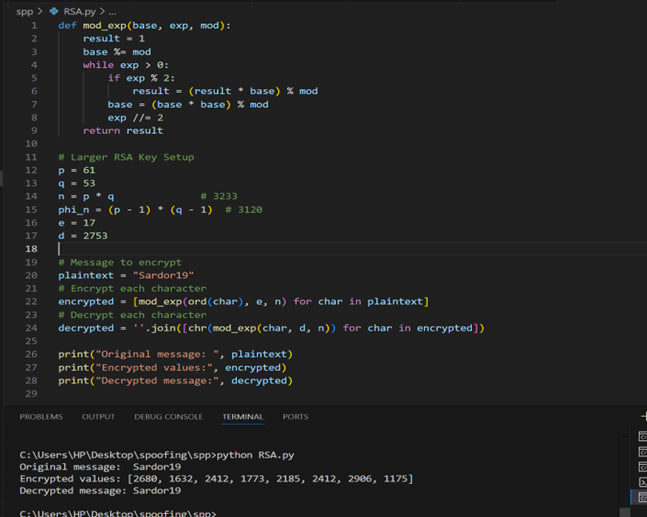 spp > RSA.py > ...
1 def mod_exp(base, exp, mod):
2     result = 1
3     base %= mod
4     while exp > 0:
5         if exp % 2:
6             result = (result * base) % mod
7         base = (base * base) % mod
8         exp //= 2
9     return result
10
11 # Larger RSA Key Setup
12 p = 61
13 q = 53
14 n = p * q                # 3233
15 phi_n = (p - 1) * (q - 1)  # 3120
16 e = 17
17 d = 2753
18
19 # Message to encrypt
20 plaintext = "Sardor19"
21 # Encrypt each character
22 encrypted = [mod_exp(ord(char), e, n) for char in plaintext]
23 # Decrypt each character
24 decrypted = ''.join([chr(mod_exp(char, d, n)) for char in encrypted])
25
26 print("Original message: ", plaintext)
27 print("Encrypted values:", encrypted)
28 print("Decrypted message:", decrypted)
29
PROBLEMS OUTPUT DEBUG CONSOLE TERMINAL PORTS
C:\Users\HP\Desktop\spoofing\spp>python RSA.py
Original message:  Sardor19
Encrypted values: [2680, 1632, 2412, 1773, 2185, 2412, 2906, 1175]
Decrypted message: Sardor19
C:\Users\HP\Desktop\spoofing\spp>